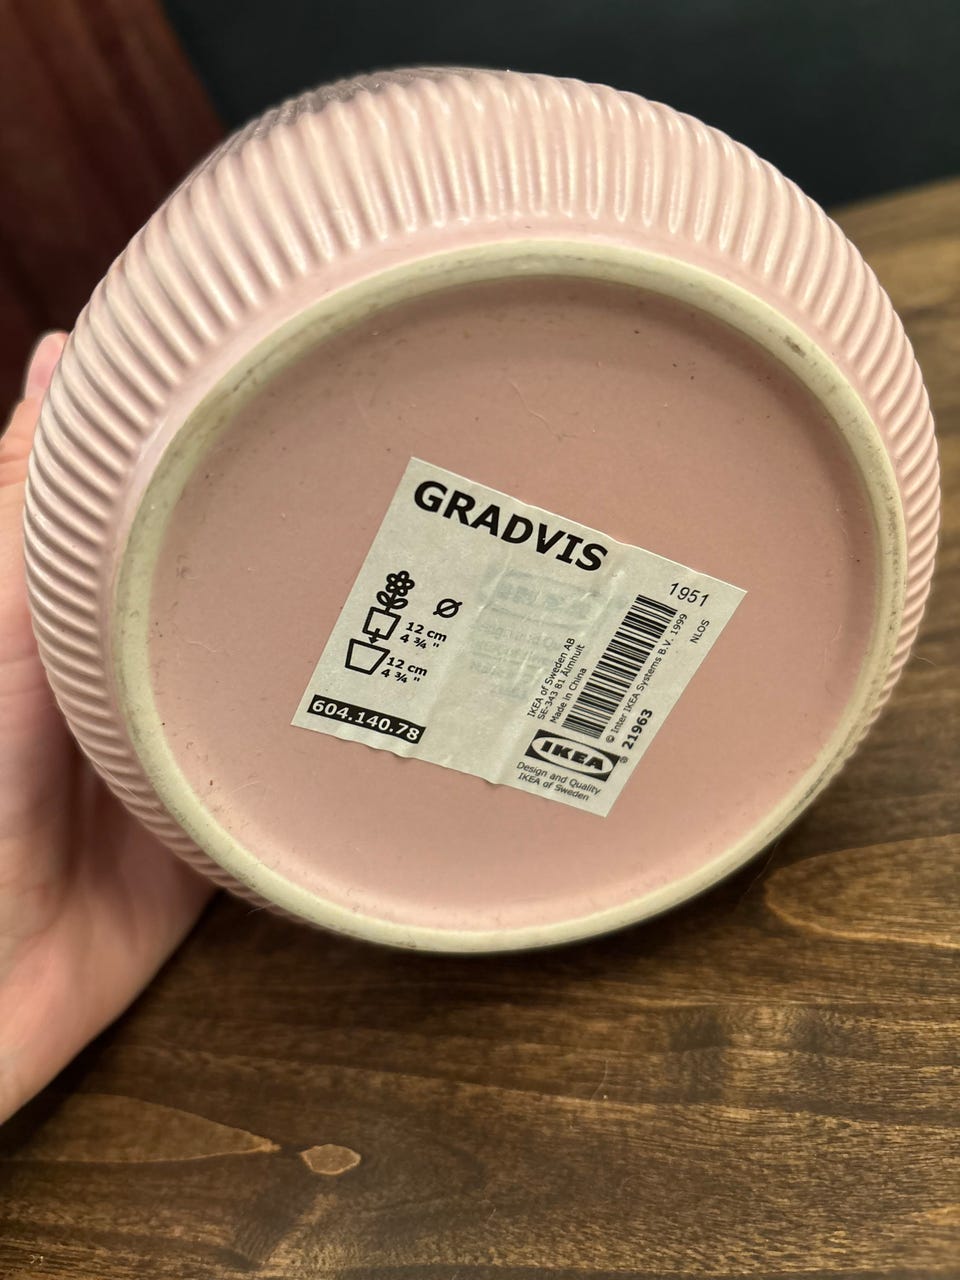 GRADVIS
Ø
12 cm
4 ¾ "
12 cm
4 ¾ "
604.140.78
IKEA of Sweden AB
SE-343 81 Älmhult
Made in China
1951
© Inter IKEA Systems B.V. 1999
NLOS
21963
IKEA®
Design and Quality
IKEA of Sweden